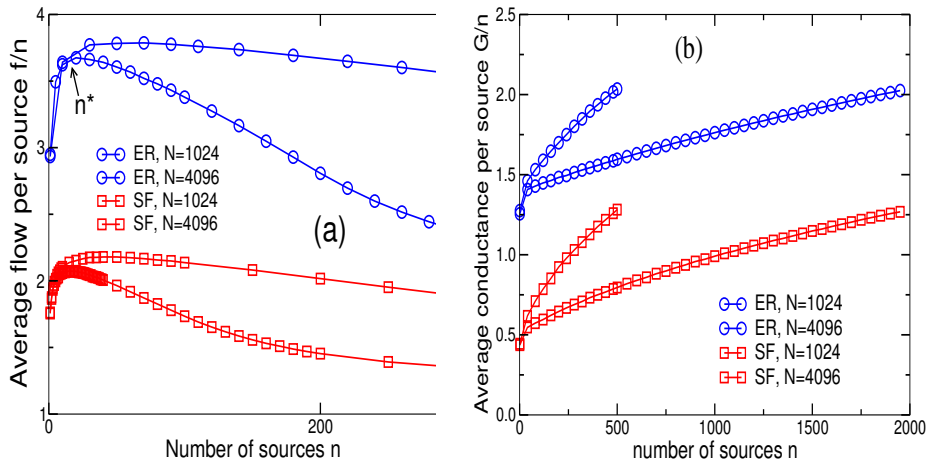 Average flow per source f/n
4
3
2
1
0
200
Number of sources n
n*
ER, N=1024
ER, N=4096
SF, N=1024
SF, N=4096
(a)
Average conductance per source G/n
2.5
2.0
1.5
1.0
0.5
0.0
0
500
1000
1500
2000
number of sources n
(b)
ER, N=1024
ER, N=4096
SF, N=1024
SF, N=4096